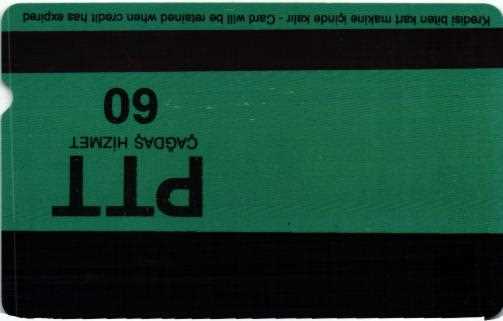 PTT
ÇAĞDAŞ HİZMET
60
Kredisi biten kart makine içinde kalır - Card will be retained when credit has expired